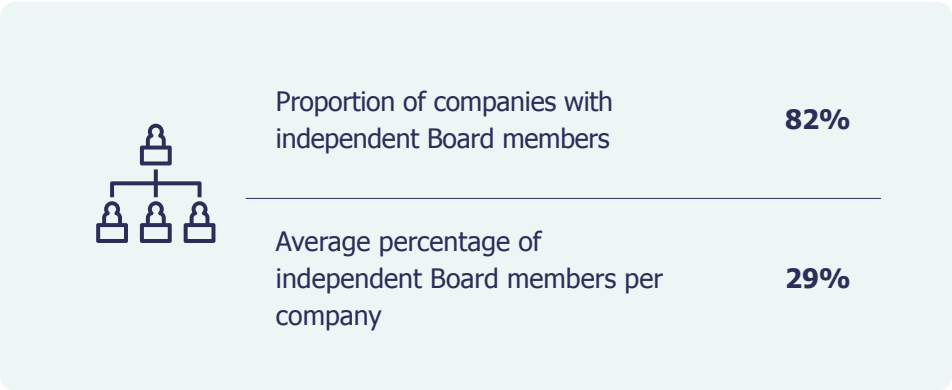 Proportion of companies with
independent Board members
82%
Average percentage of
independent Board members per
company
29%